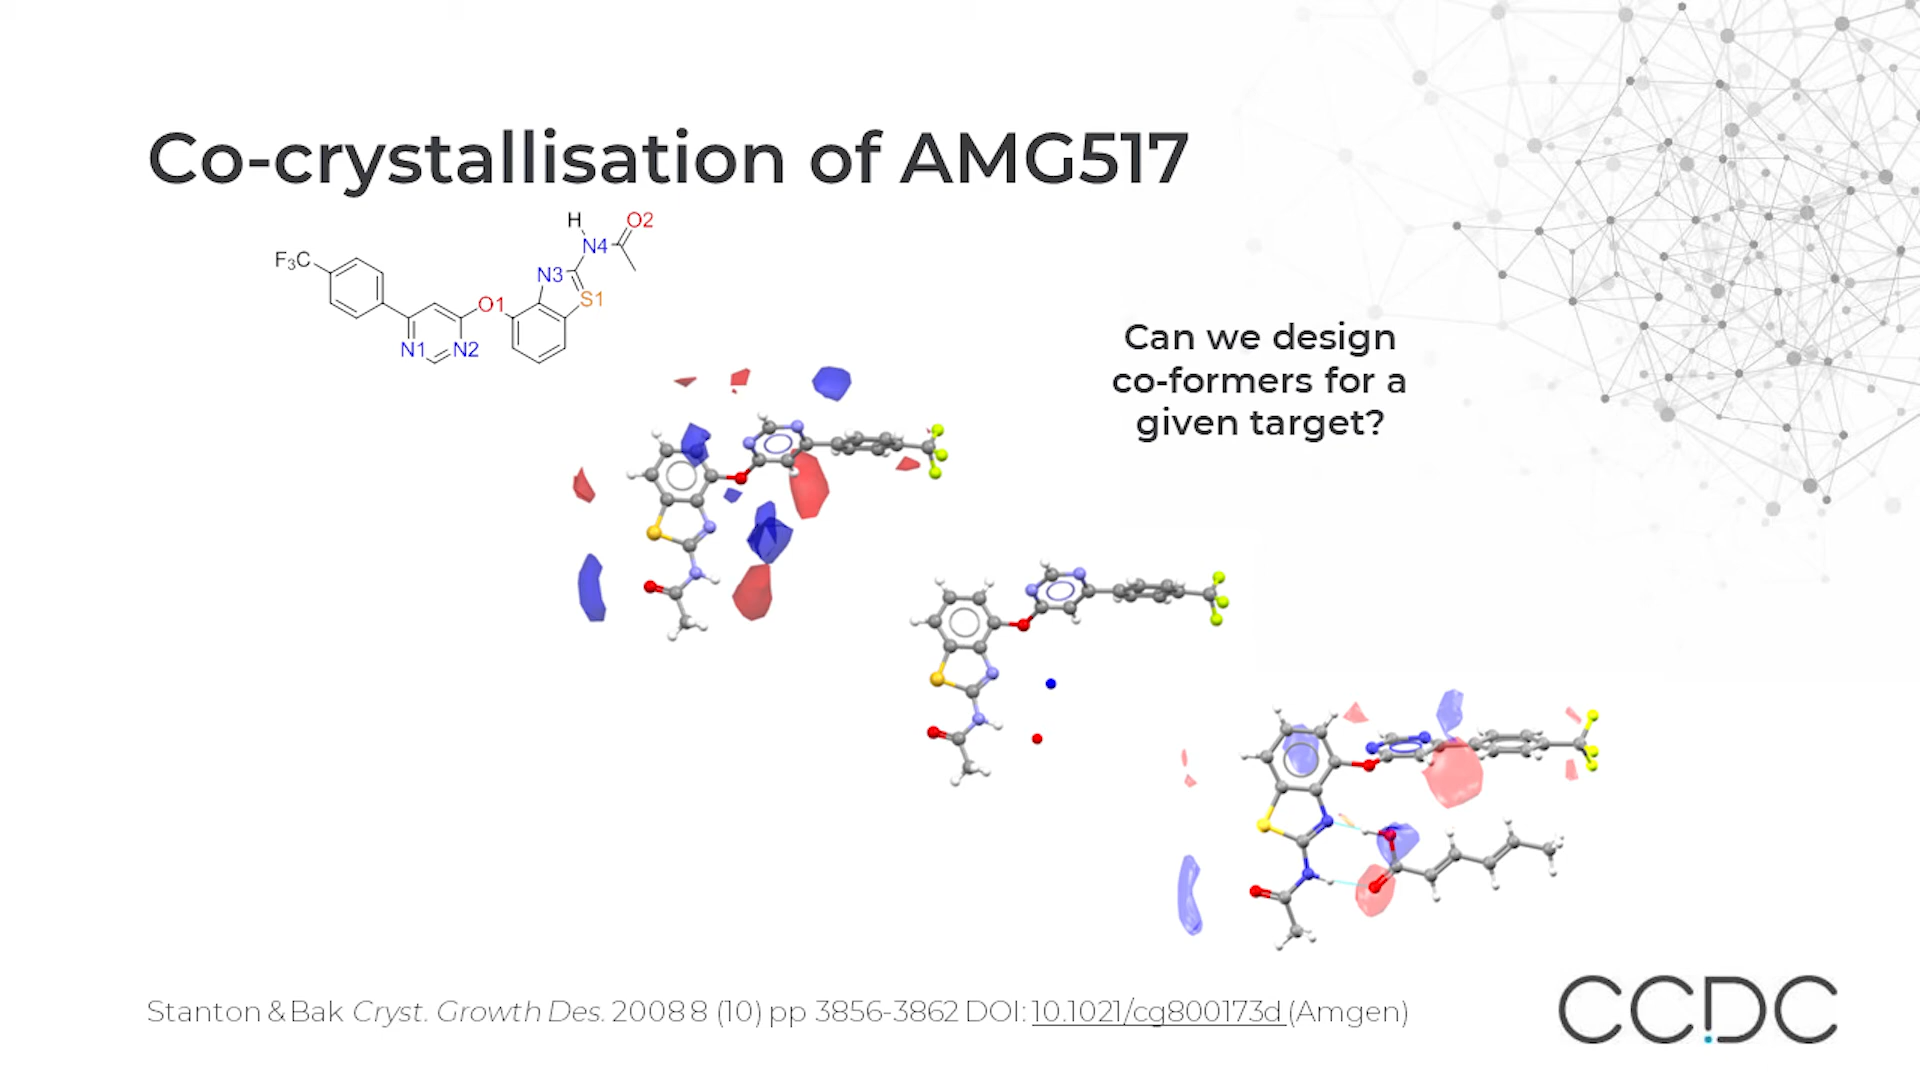 Co-crystallisation of AMG517
H
O2
N4
F₃C
N3
S1
O1
N1
N2
Can we design
co-formers for a
given target?
Stanton & Bak Cryst. Growth Des. 2008 8 (10) pp 3856-3862 DOI: 10.1021/cg800173d (Amgen)
CCDC